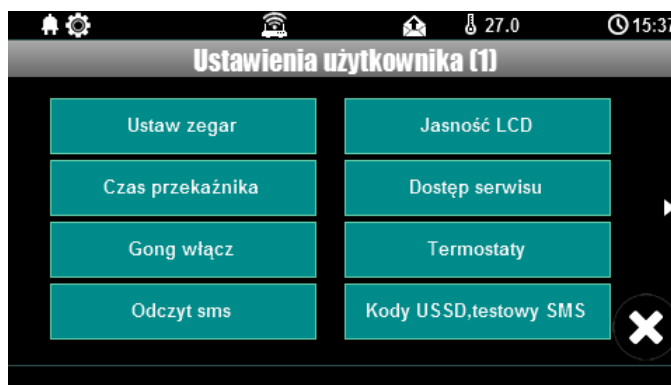 27.0 15:37
Ustawienia użytkownika (1)
Ustaw zegar
Jasność LCD
Czas przekaźnika
Dostęp serwisu
Gong włącz
Termostaty
Odczyt sms
Kody USSD,testowy SMS